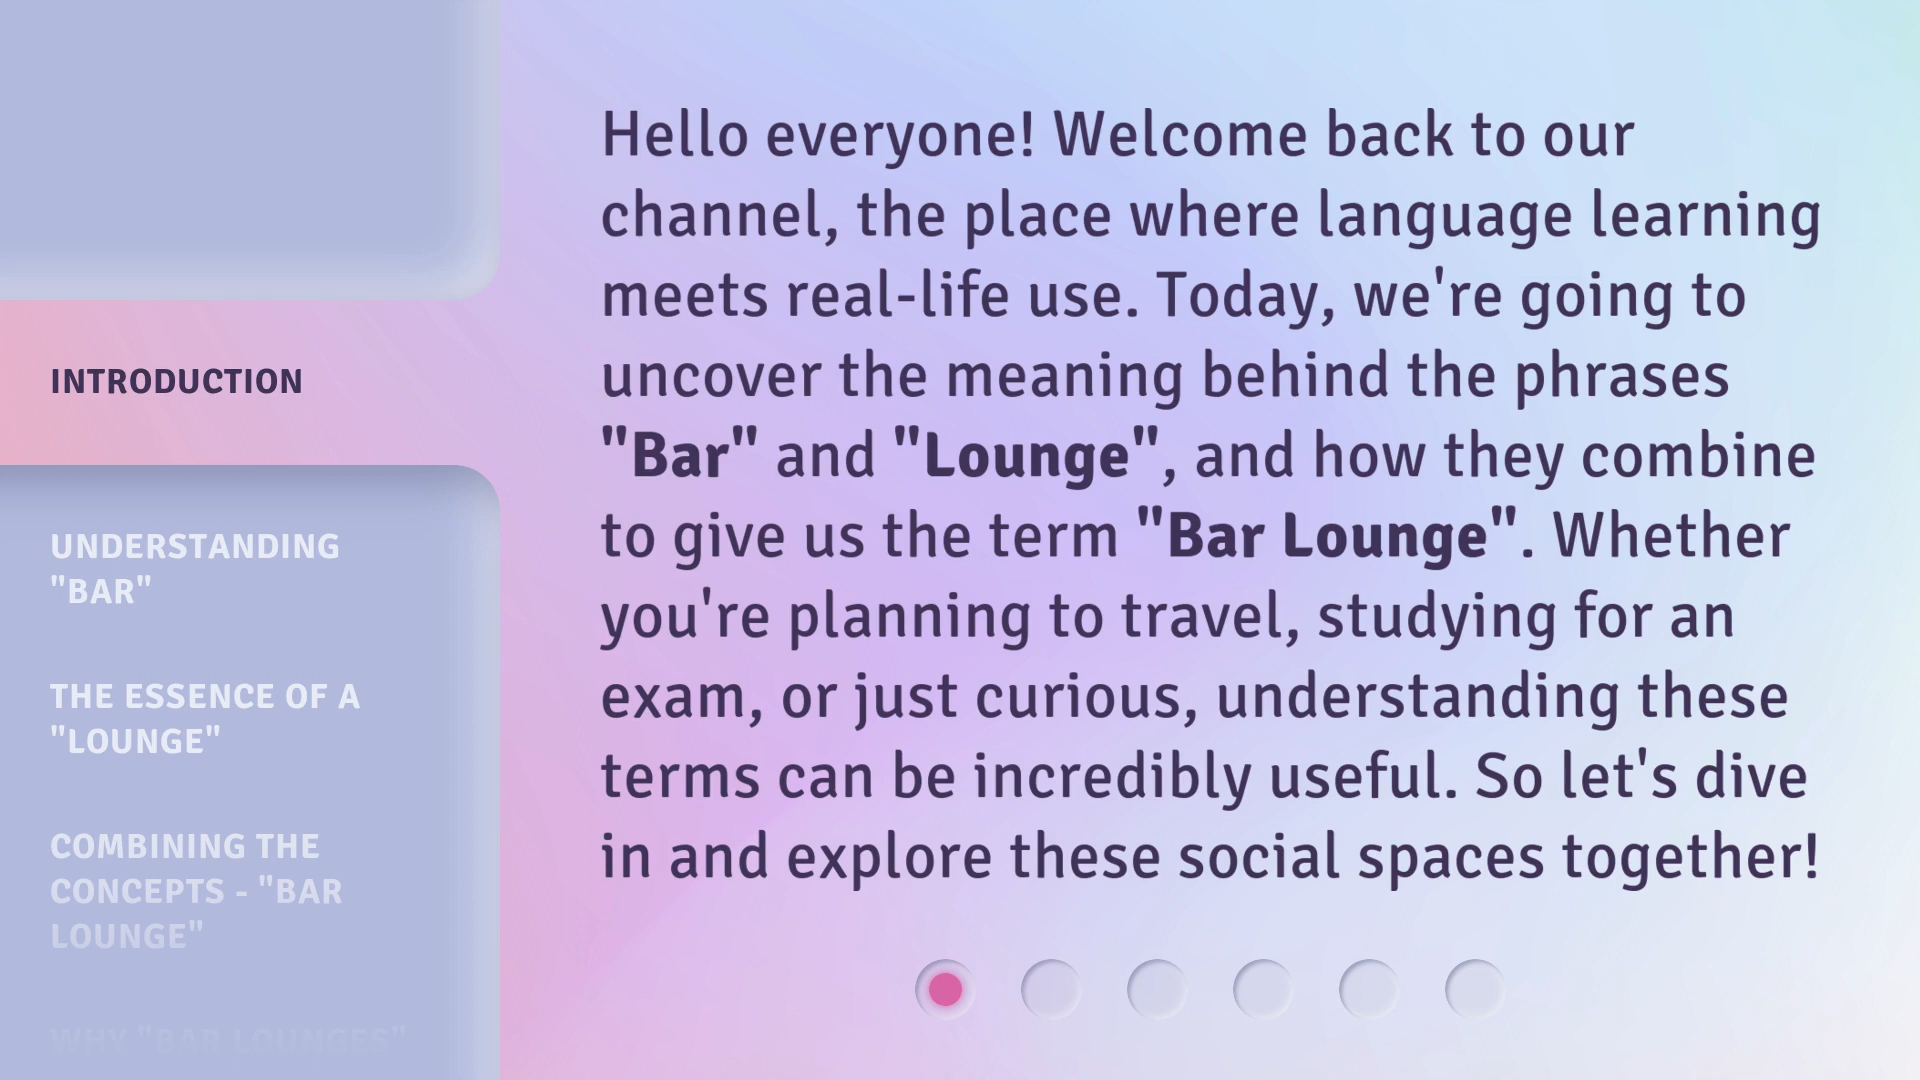 INTRODUCTION
UNDERSTANDING
"BAR"
THE ESSENCE OF A
"LOUNGE"
COMBINING THE
CONCEPTS - "BAR
LOUNGE"
WHY "BAR LOUNGES"
Hello everyone! Welcome back to our
channel, the place where language learning
meets real-life use. Today, we're going to
uncover the meaning behind the phrases
"Bar" and "Lounge", and how they combine
to give us the term "Bar Lounge". Whether
you're planning to travel, studying for an
exam, or just curious, understanding these
terms can be incredibly useful. So let's dive
in and explore these social spaces together!